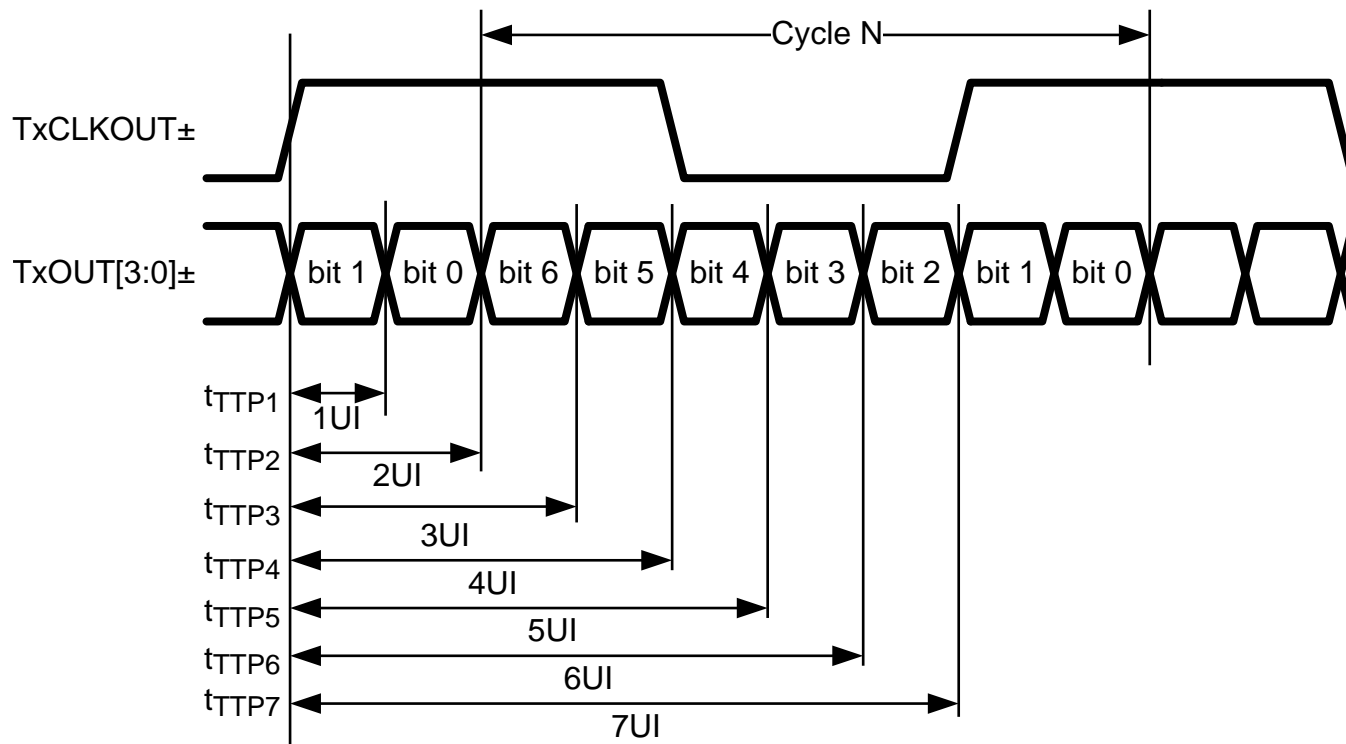 Cycle N
TxCLKOUT±
TxOUT[3:0]±
bit 1 bit 0 bit 6 bit 5 bit 4 bit 3 bit 2 bit 1 bit 0
tTTP1
1UI
tTTP2
2UI
tTTP3
3UI
tTTP4
4UI
tTTP5
5UI
tTTP6
6UI
tTTP7
7UI